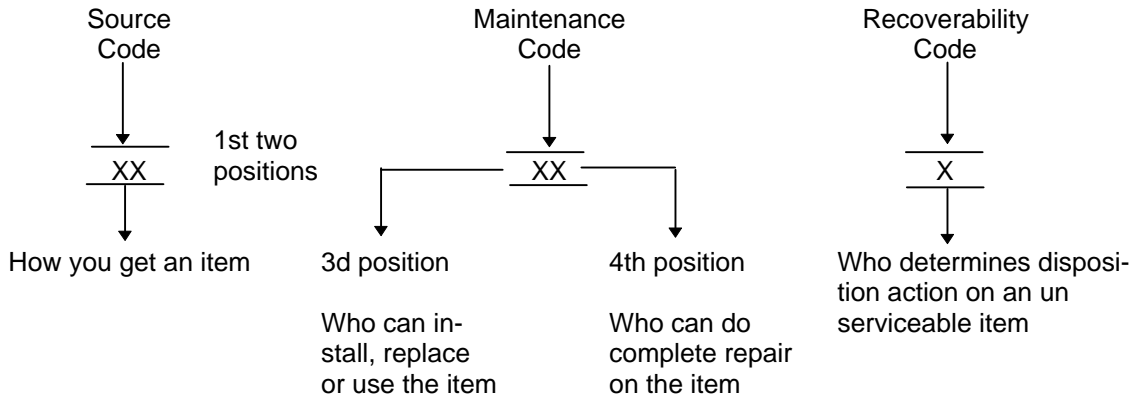 Source
Code
Maintenance
Code
Recoverability
Code
1st two
positions
XX
XX
X
How you get an item
3d position
4th position
Who determines disposi-
tion action on an un
serviceable item
Who can in-
stall, replace
or use the item
Who can do
complete repair
on the item